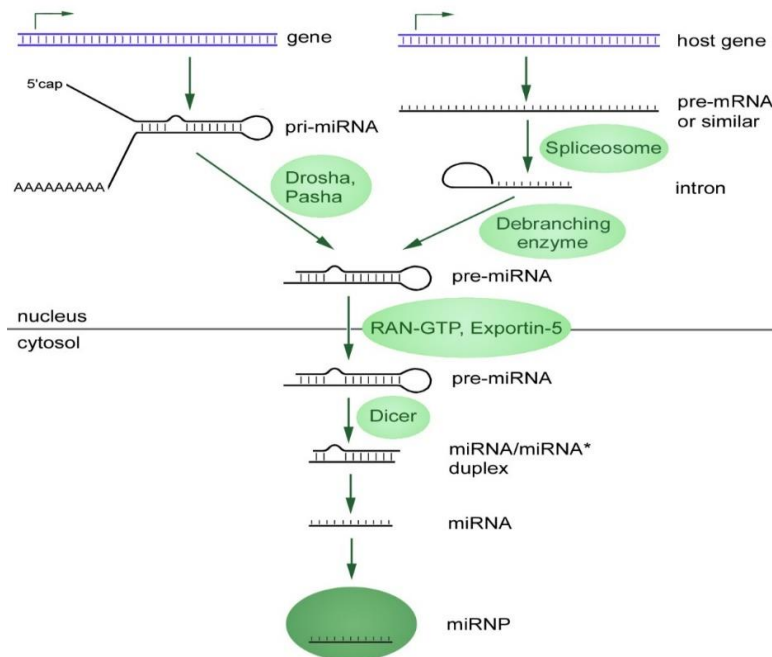 gene
host gene
5'cap
pri-miRNA
pre-mRNA
or similar
Spliceosome
AAAAAAAAA
Drosha,
Pasha
intron
Debranching
enzyme
pre-miRNA
nucleus
RAN-GTP, Exportin-5
cytosol
pre-miRNA
Dicer
miRNA/miRNA*
duplex
miRNA
miRNP